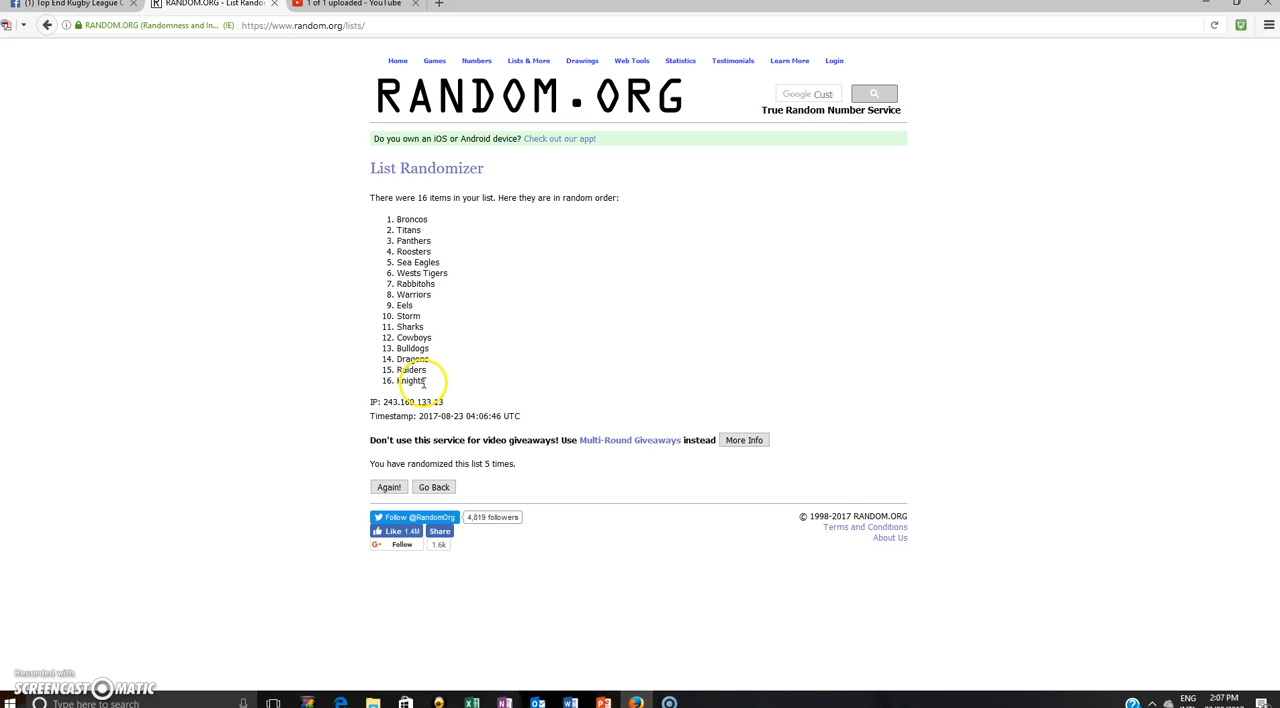 (1) Top End Rugby League C
RANDOM.ORG - List Randor
1 of 1 uploaded - YouTube
RANDOM.ORG (Randomness and In... (IE)
https://www.random.org/lists/
Home Games Numbers Lists & More Drawings Web Tools Statistics Testimonials Learn More Login
RANDOM.ORG
Google Cust
True Random Number Service
Do you own an iOS or Android device? Check out our app!
List Randomizer
There were 16 items in your list. Here they are in random order:
1. Broncos
2. Titans
3. Panthers
4. Roosters
5. Sea Eagles
6. Wests Tigers
7. Rabbitohs
8. Warriors
9. Eels
10. Storm
11. Sharks
12. Cowboys
13. Bulldogs
14. Dragons
15. Raiders
16. Knights
IP: 243.160.133.13
Timestamp: 2017-08-23 04:06:46 UTC
Don't use this service for video giveaways! Use Multi-Round Giveaways instead More Info
You have randomized this list 5 times.
Again! Go Back
Follow @RandomOrg 4,819 followers
Like 1.4M Share
Follow 1.6k
© 1998-2017 RANDOM.ORG
Terms and Conditions
About Us
Recorded with
SCREENCAST MATIC
Type here to search
ENG
2:07 PM